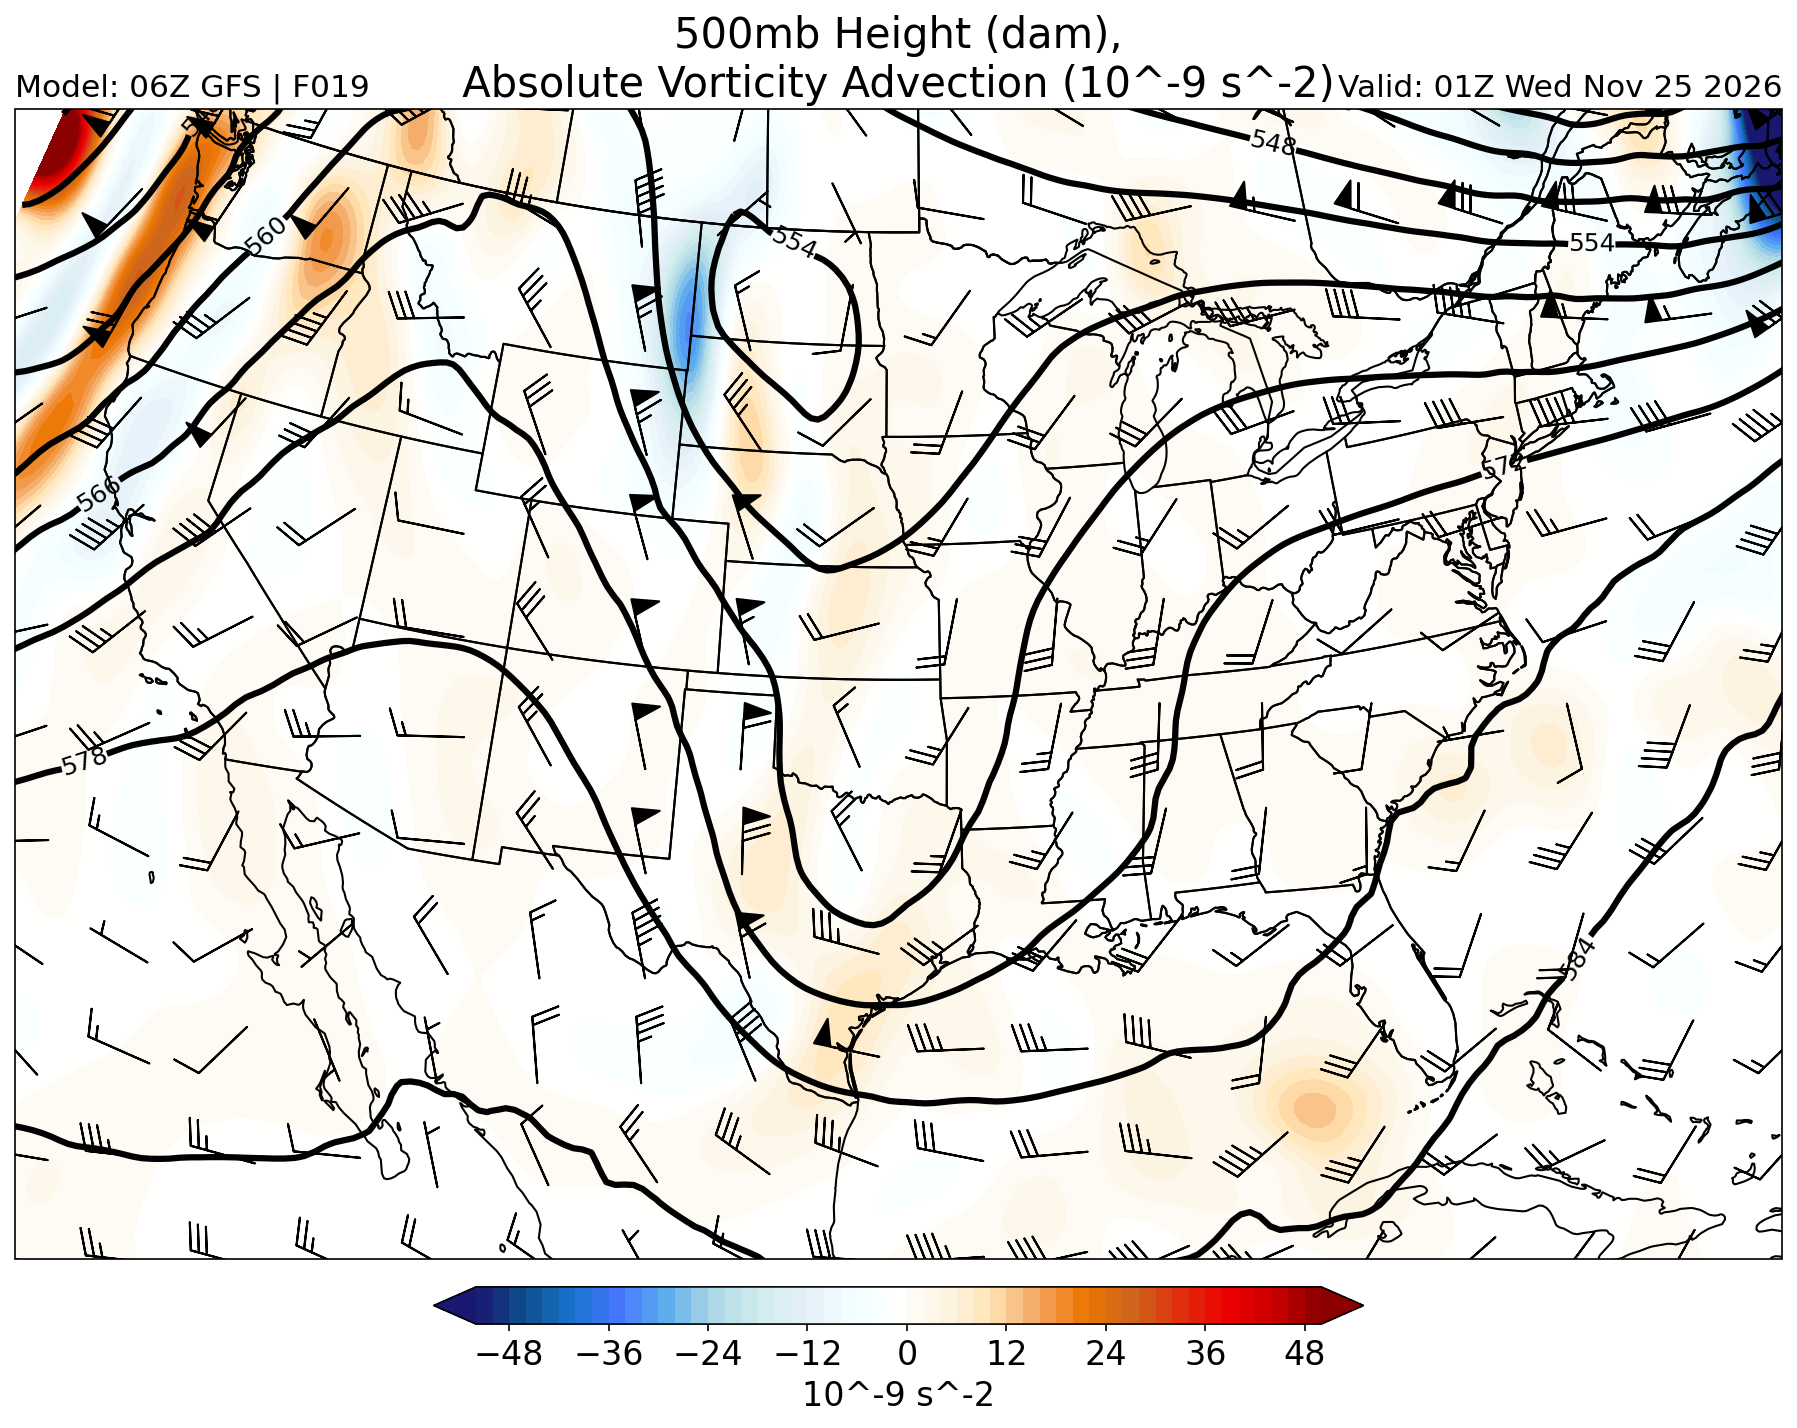 500mb Height (dam),
Model: 06Z GFS | F019
Absolute Vorticity Advection (10^-9 s^-2)
Valid: 01Z Wed Nov 25 2026
548
554
554
560
566
572
578
584
−48 −36 −24 −12 0 12 24 36 48
10^-9 s^-2